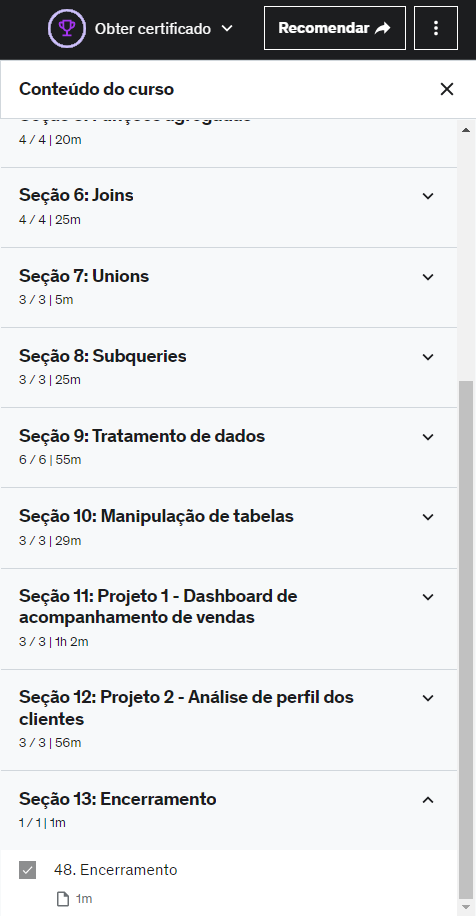 Obter certificado
Recomendar
Conteúdo do curso
Seção 5: Funções agregadas
4 / 4 | 20m
Seção 6: Joins
4 / 4 | 25m
Seção 7: Unions
3 / 3 | 5m
Seção 8: Subqueries
3 / 3 | 25m
Seção 9: Tratamento de dados
6 / 6 | 55m
Seção 10: Manipulação de tabelas
3 / 3 | 29m
Seção 11: Projeto 1 - Dashboard de
acompanhamento de vendas
3 / 3 | 1h 2m
Seção 12: Projeto 2 - Análise de perfil dos
clientes
3 / 3 | 56m
Seção 13: Encerramento
1 / 1 | 1m
48. Encerramento
1m